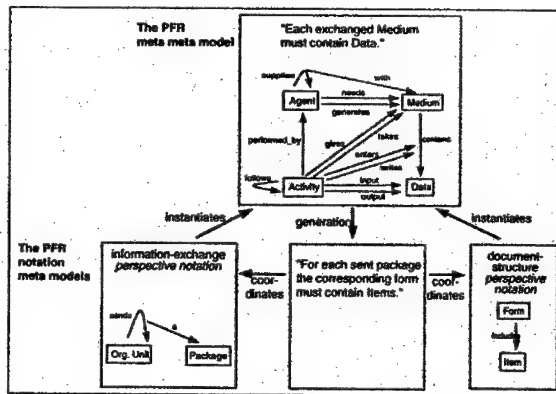 The PFR
meta meta model
"Each exchanged Medium
must contain Data."
supplies
with
Agent
needs
Medium
generates
performed_by
gives
takes
contains
enters
writes
follows
Activity
input
Data
output
instantiates
generation
instantiates
The PFR
notation
meta models
information-exchange
perspective notation
sends
a
Org. Unit
Package
coor-
dinates
"For each sent package
the corresponding form
must contain Items."
coor-
dinates
document-
structure
perspective
notation
Form
includes
Item